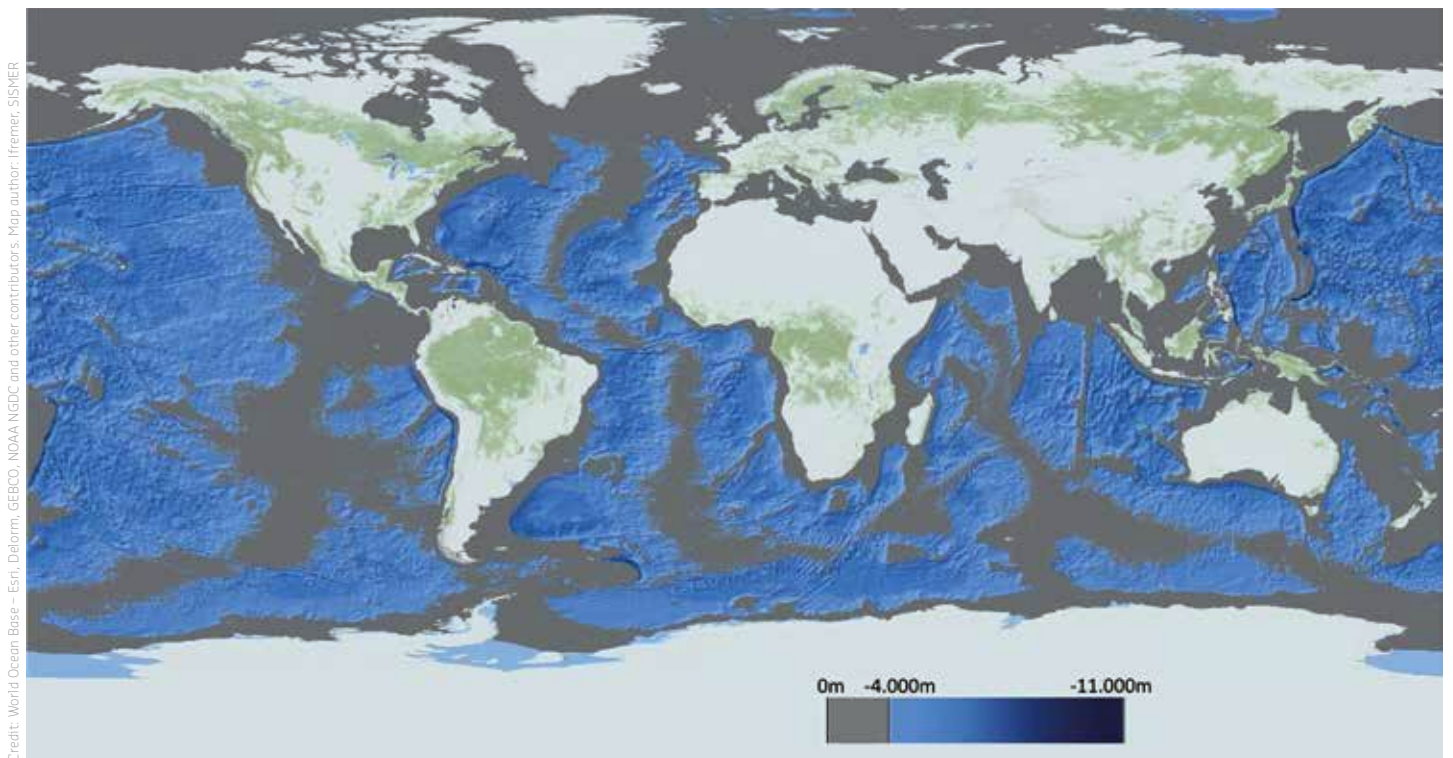 Credit: World Ocean Base – Esri, Delorm, GEBCO, NOAA NGDC and other contributors. Map author: Ifremer, SISMER
0m -4.000m -11.000m